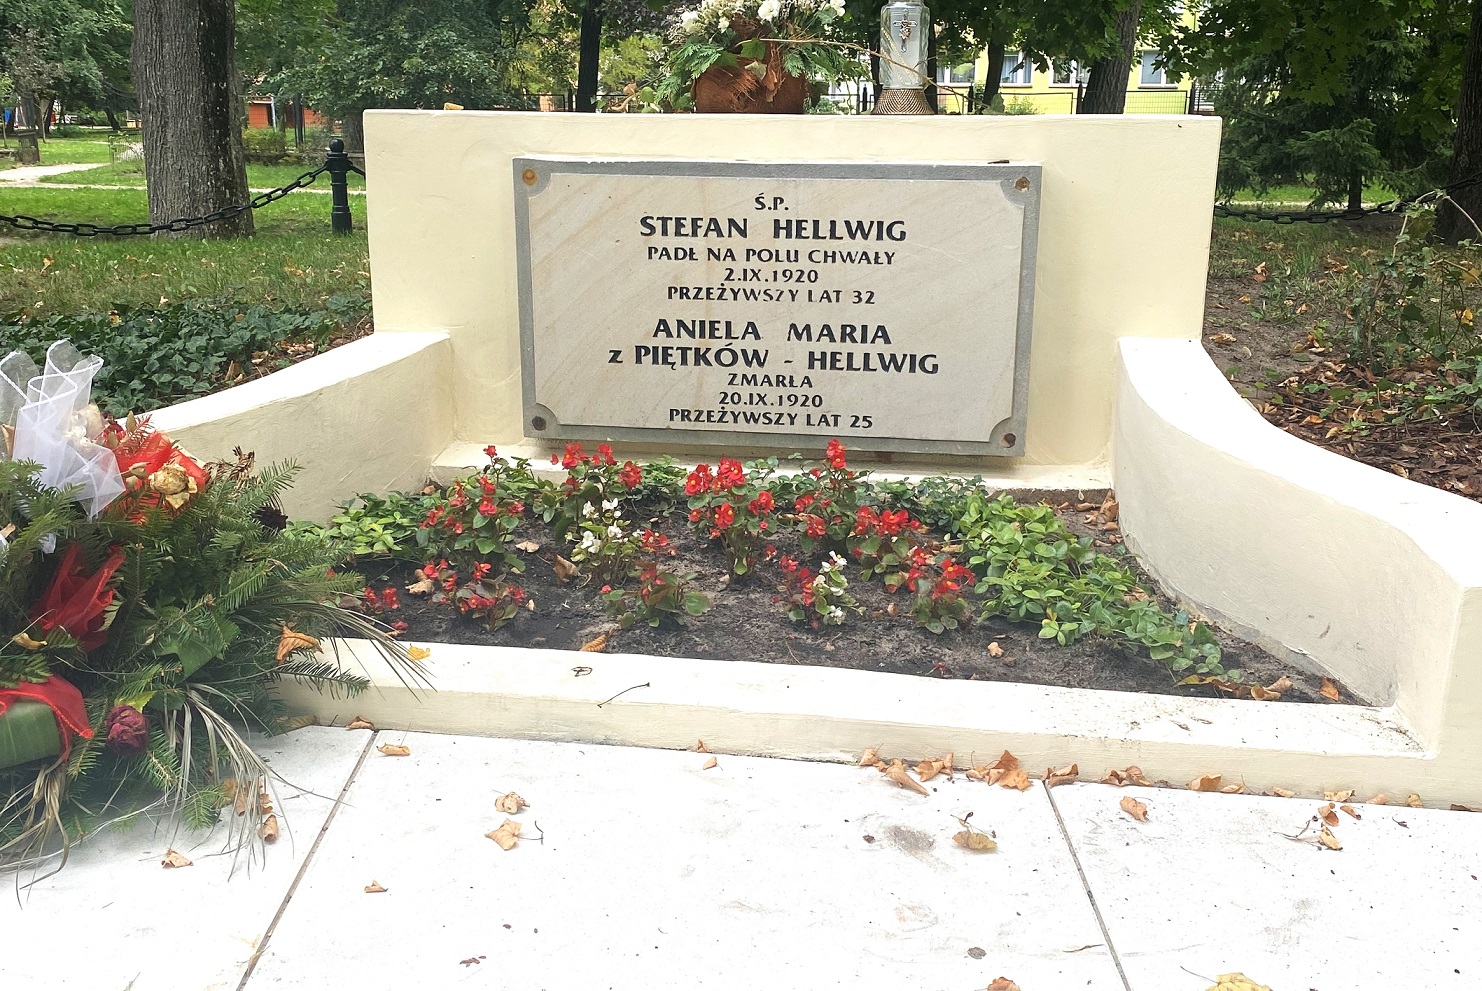 Ś.P.
STEFAN HELLWIG
PADŁ NA POLU CHWAŁY
2.IX.1920
PRZEŻYWSZY LAT 32
ANIELA MARIA
z PIĘTKÓW - HELLWIG
ZMARŁA
20.IX.1920
PRZEŻYWSZY LAT 25